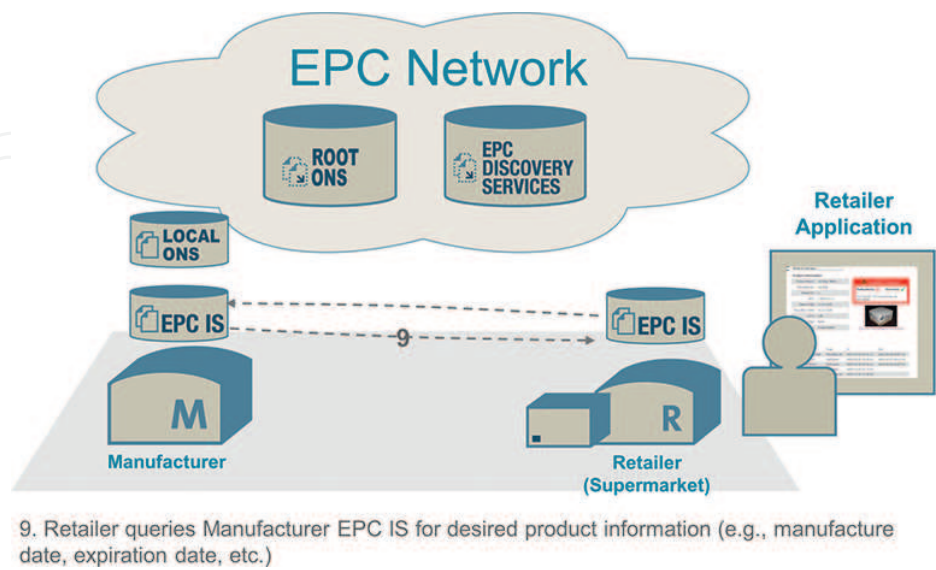 EPC Network
ROOT
ONS
EPC
DISCOVERY
SERVICES
LOCAL
ONS
Retailer
Application
EPC IS
EPC IS
9
M
R
Manufacturer
Retailer
(Supermarket)
9. Retailer queries Manufacturer EPC IS for desired product information (e.g., manufacture
date, expiration date, etc.)